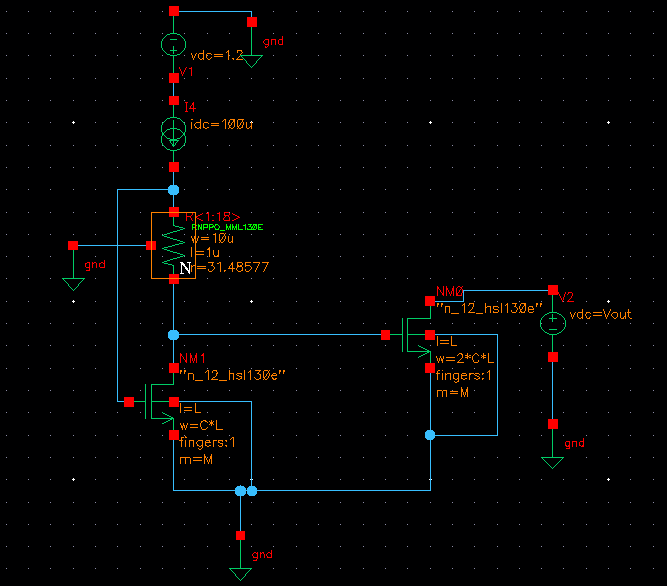 gnd
vdc=1.2
V1
I4
idc=100u
R<1:15>
RNPPO_MML130E
w=10u
l=1u
r=31.48577
gnd
NM0
"n_12_hsl130e"
l=L
w=2*C*L
fingers:1
m=M
V2
vdc=Vout
gnd
NM1
"n_12_hsl130e"
l=L
w=C*L
fingers:1
m=M
gnd